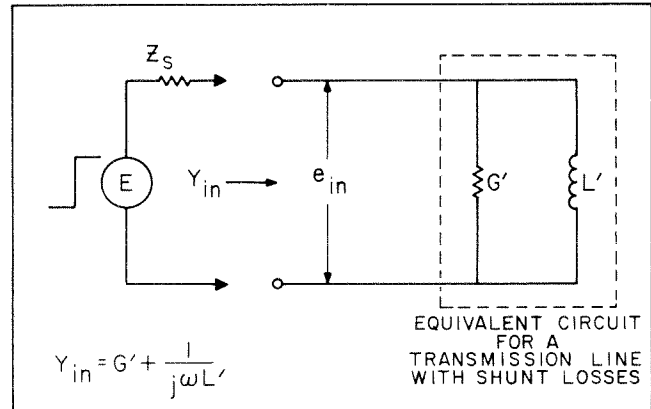 Z_S
E
Y_in
e_in
G′
L′
EQUIVALENT CIRCUIT
FOR A
TRANSMISSION LINE
WITH SHUNT LOSSES
Y_in = G′ + 1/jωL′